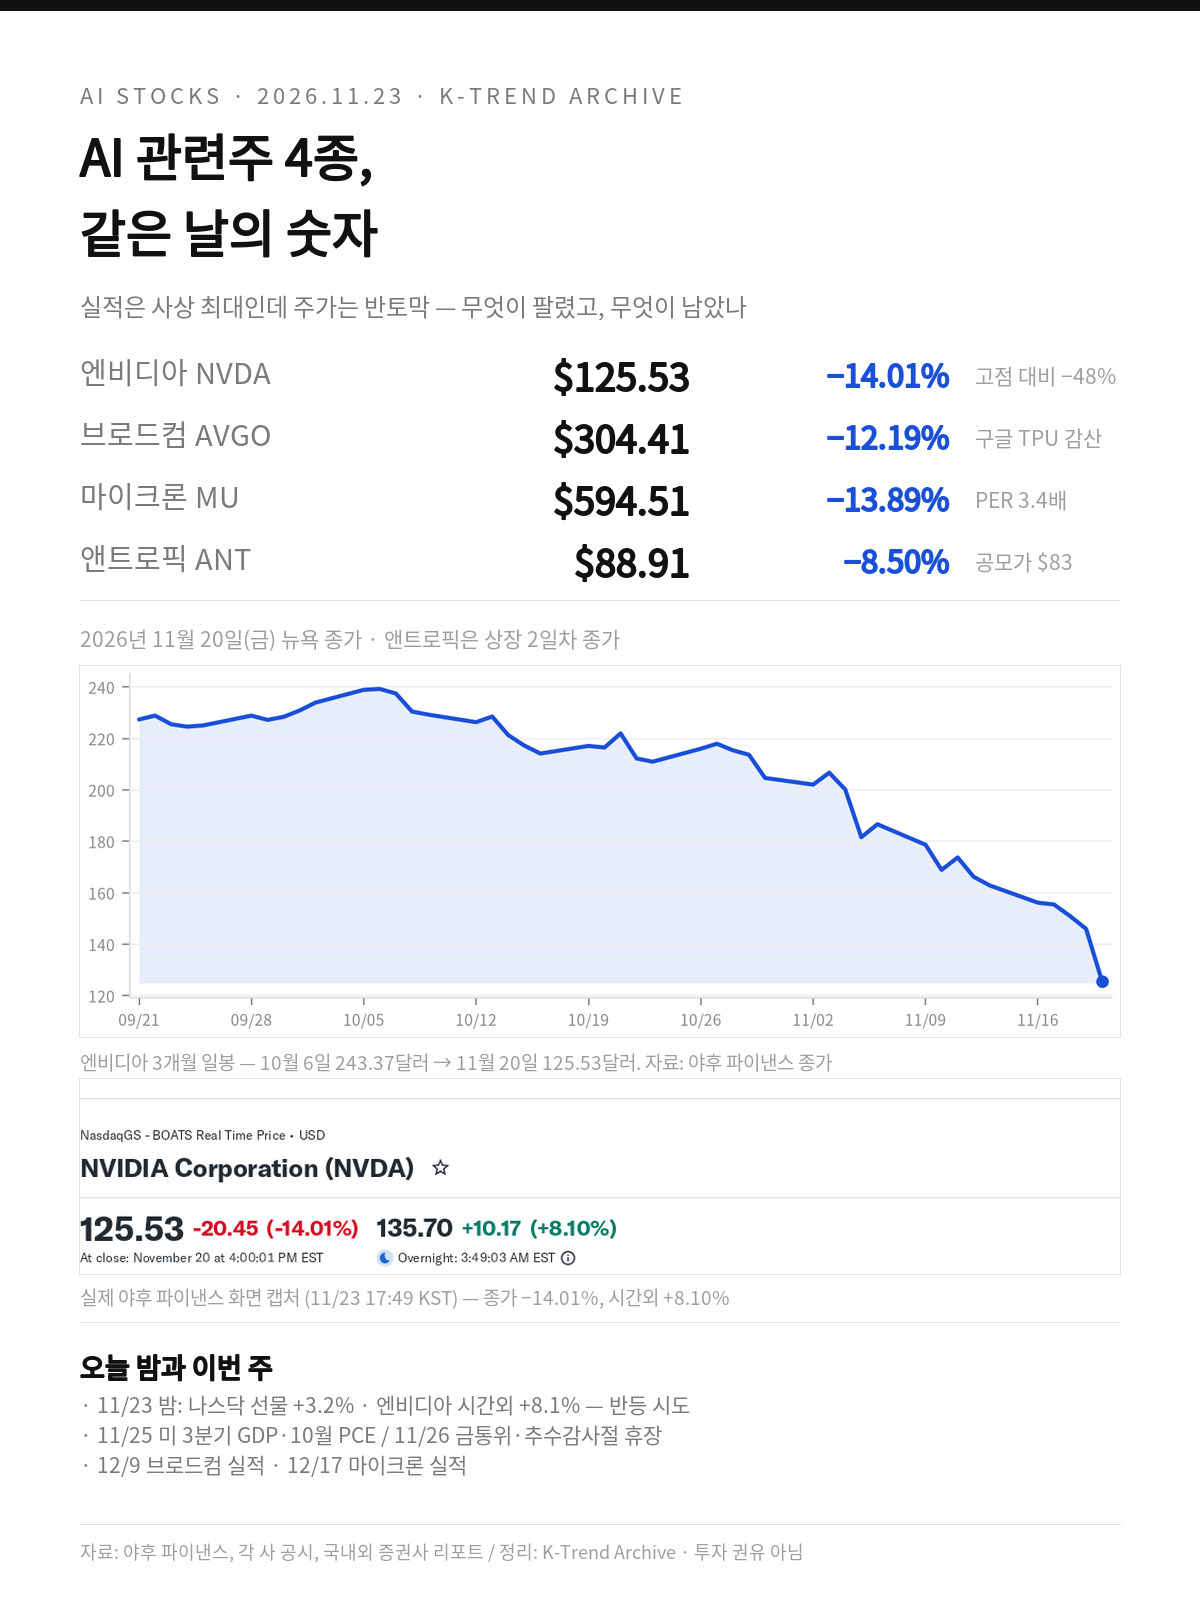 AI STOCKS · 2026.11.23 · K-TREND ARCHIVE
AI 관련주 4종,
같은 날의 숫자
실적은 사상 최대인데 주가는 반토막 — 무엇이 팔렸고, 무엇이 남았나
엔비디아 NVDA $125.53 −14.01% 고점 대비 −48%
브로드컴 AVGO $304.41 −12.19% 구글 TPU 감산
마이크론 MU $594.51 −13.89% PER 3.4배
앤트로픽 ANT $88.91 −8.50% 공모가 $83
2026년 11월 20일(금) 뉴욕 종가 · 앤트로픽은 상장 2일차 종가
240
220
200
180
160
140
120
09/21 09/28 10/05 10/12 10/19 10/26 11/02 11/09 11/16
엔비디아 3개월 일봉 — 10월 6일 243.37달러 → 11월 20일 125.53달러. 자료: 야후 파이낸스 종가
NasdaqGS - BOATS Real Time Price • USD
NVIDIA Corporation (NVDA)
125.53 -20.45 (-14.01%) 135.70 +10.17 (+8.10%)
At close: November 20 at 4:00:01 PM EST Overnight: 3:49:03 AM EST
실제 야후 파이낸스 화면 캡처 (11/23 17:49 KST) — 종가 −14.01%, 시간외 +8.10%
오늘 밤과 이번 주
· 11/23 밤: 나스닥 선물 +3.2% · 엔비디아 시간외 +8.1% — 반등 시도
· 11/25 미 3분기 GDP·10월 PCE / 11/26 금통위·추수감사절 휴장
· 12/9 브로드컴 실적 · 12/17 마이크론 실적
자료: 야후 파이낸스, 각 사 공시, 국내외 증권사 리포트 / 정리: K-Trend Archive · 투자 권유 아님